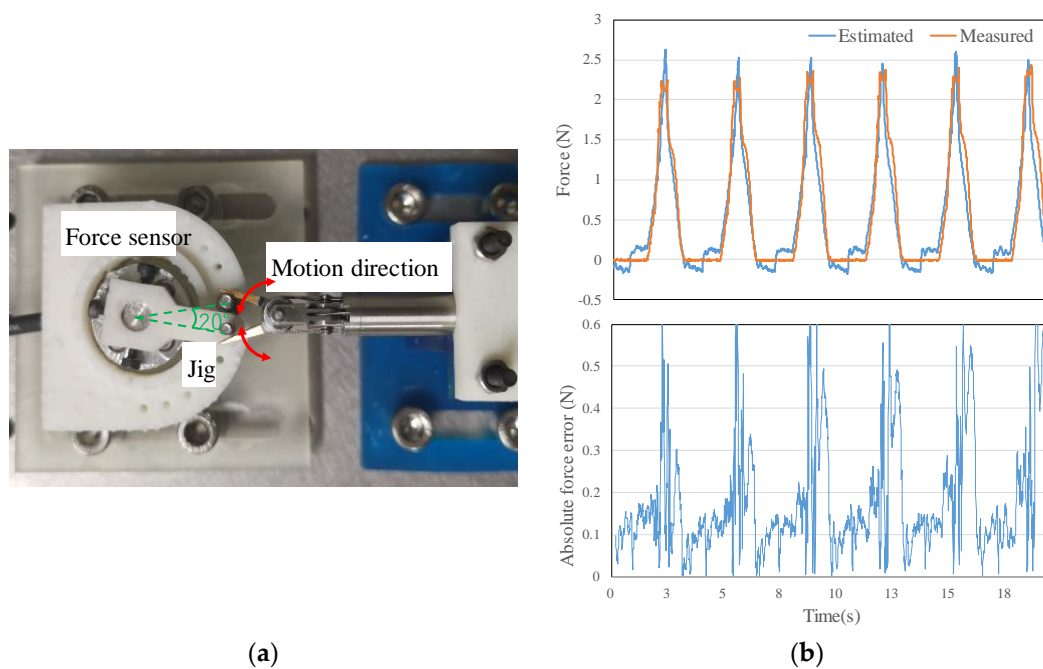 Force sensor
Motion direction
20°
Jig
(a)
Estimated
Measured
Force (N)
3
2.5
2
1.5
1
0.5
0
-0.5
Absolute force error (N)
0.6
0.5
0.4
0.3
0.2
0.1
0
0 3 5 8 10 13 15 18
Time(s)
(b)